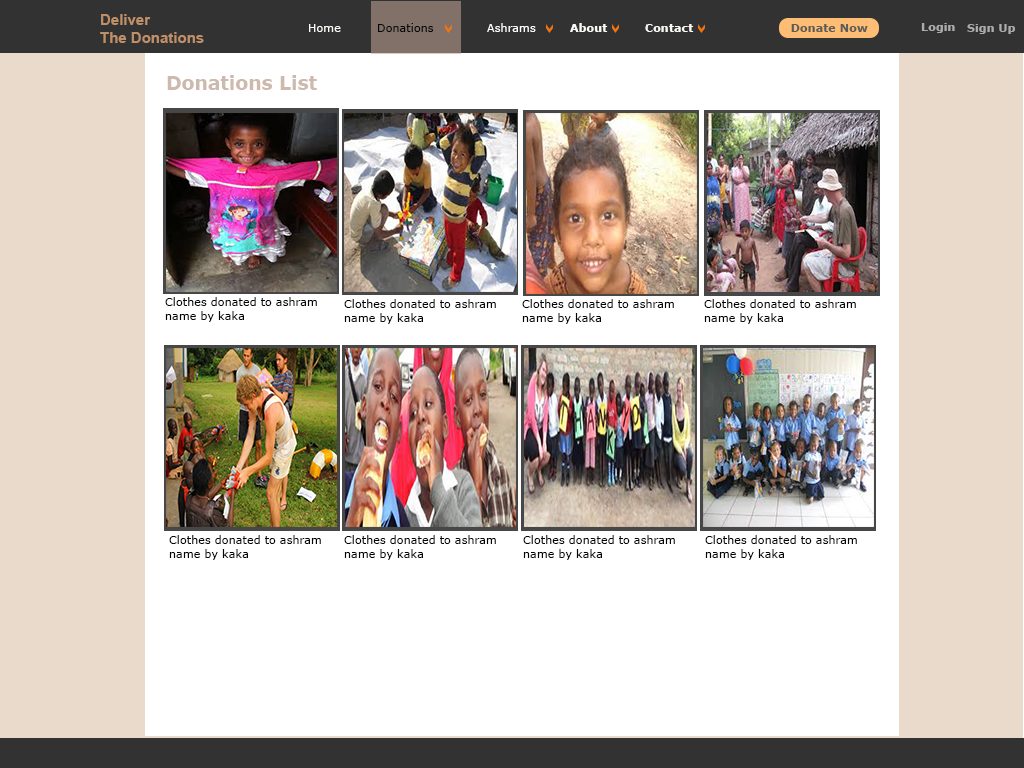 Deliver
The Donations
Home
Donations
Ashrams
About
Contact
Donate Now
Login
Sign Up
Donations List
Clothes donated to ashram
name by kaka
Clothes donated to ashram
name by kaka
Clothes donated to ashram
name by kaka
Clothes donated to ashram
name by kaka
Clothes donated to ashram
name by kaka
Clothes donated to ashram
name by kaka
Clothes donated to ashram
name by kaka
Clothes donated to ashram
name by kaka